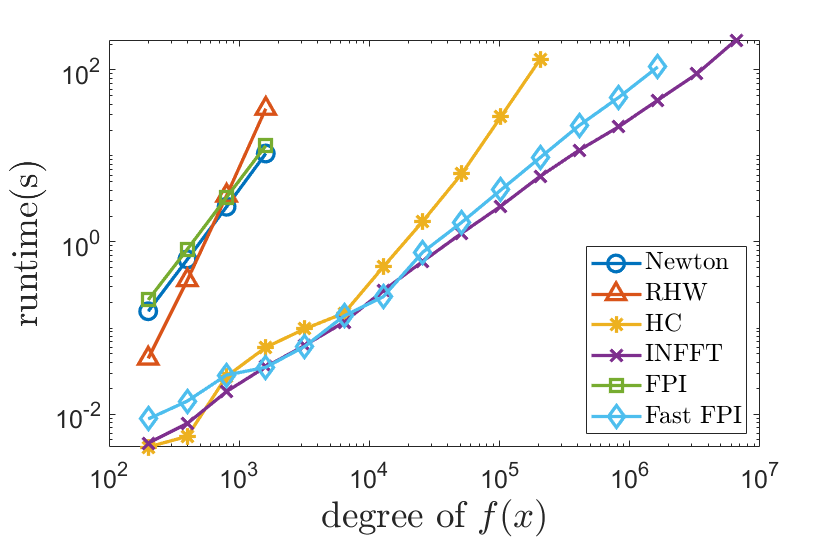 runtime(s)
10^2
10^0
10^-2
10^2 10^3 10^4 10^5 10^6 10^7
degree of f(x)
Newton
RHW
HC
INFFT
FPI
Fast FPI